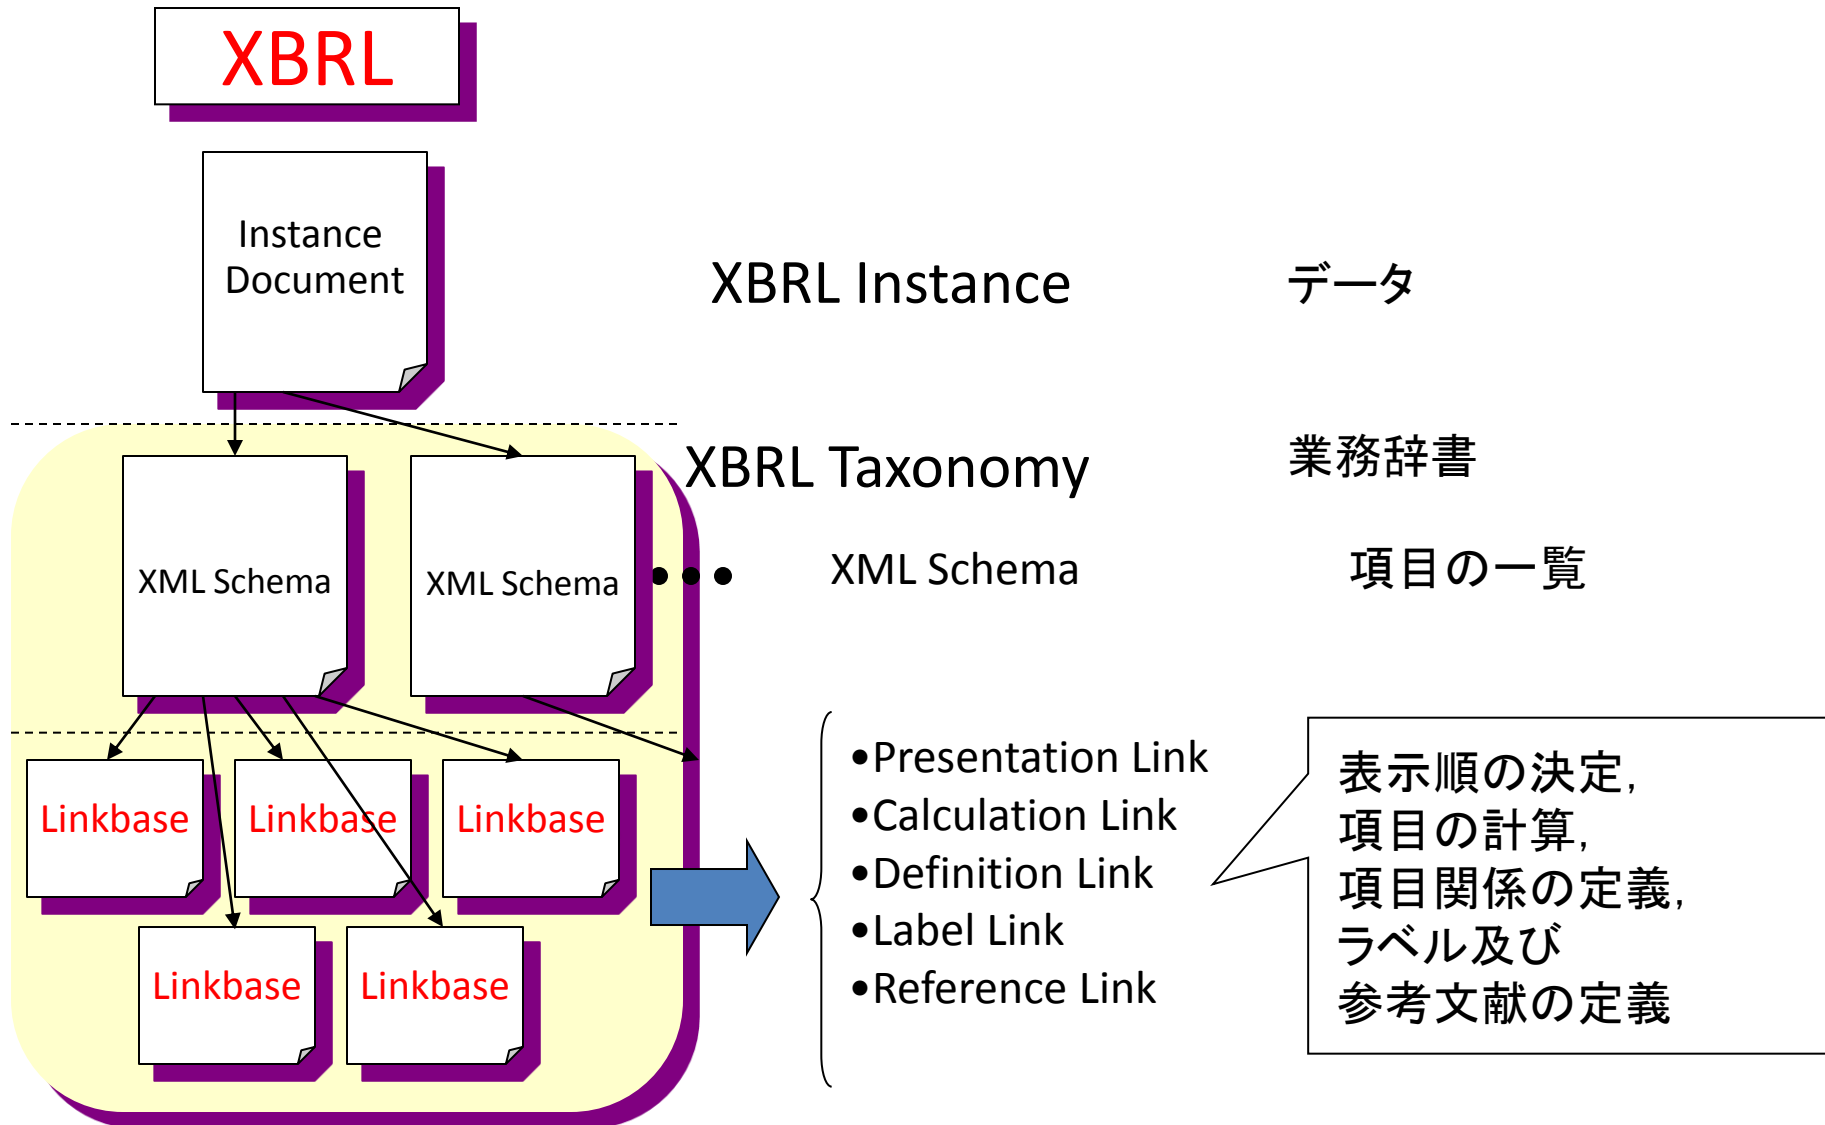 XBRL
Instance
Document
XBRL Instance
データ
XBRL Taxonomy
業務辞書
XML Schema
XML Schema
XML Schema
項目の一覧
Linkbase
Linkbase
Linkbase
Linkbase
Linkbase
•Presentation Link
•Calculation Link
•Definition Link
•Label Link
•Reference Link
表示順の決定,
項目の計算,
項目関係の定義,
ラベル及び
参考文献の定義